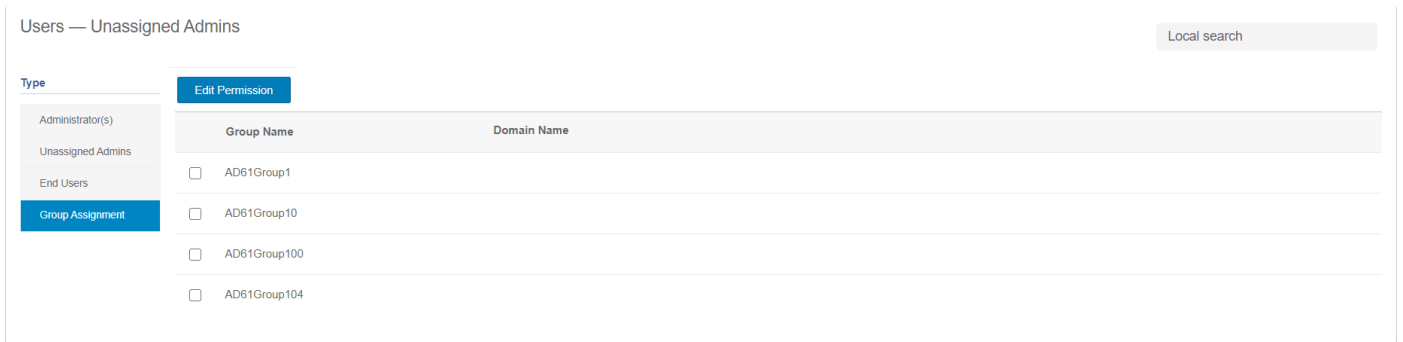 Users — Unassigned Admins
Local search
Type
Administrator(s)
Unassigned Admins
End Users
Group Assignment
Edit Permission
Group Name Domain Name
AD61Group1
AD61Group10
AD61Group100
AD61Group104